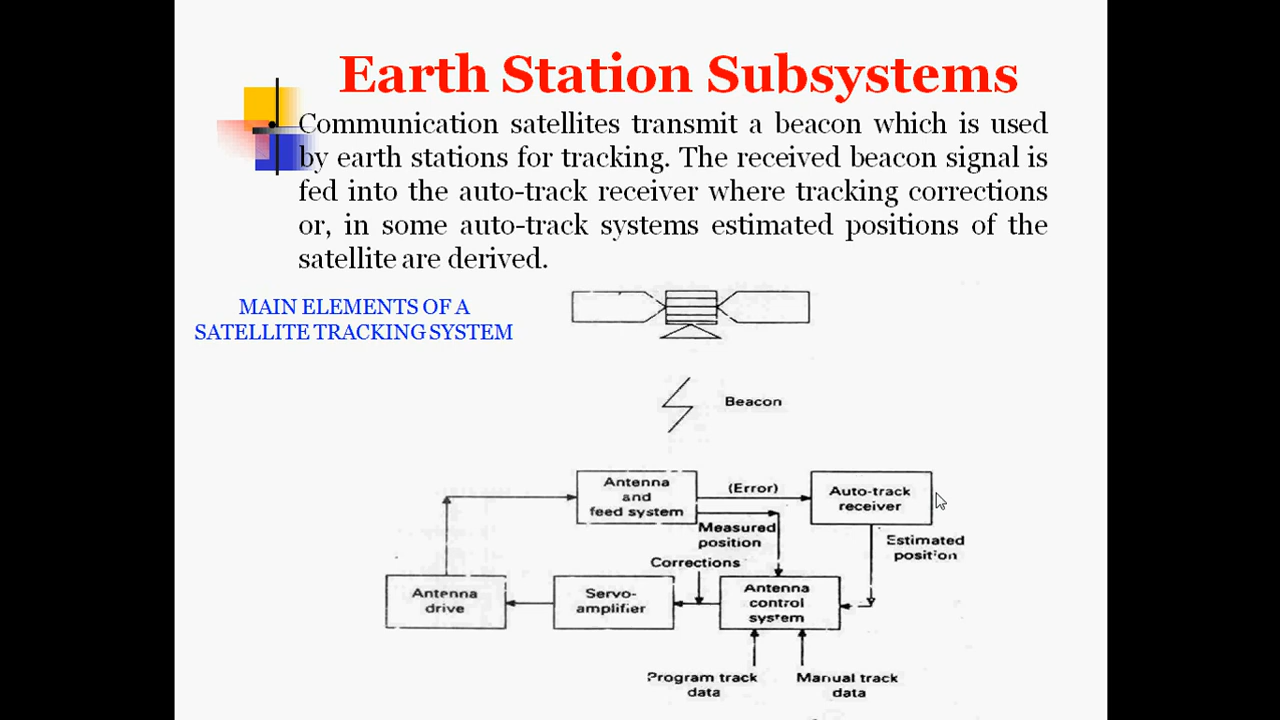 Earth Station Subsystems
• Communication satellites transmit a beacon which is used
by earth stations for tracking. The received beacon signal is
fed into the auto-track receiver where tracking corrections
or, in some auto-track systems estimated positions of the
satellite are derived.
MAIN ELEMENTS OF A
SATELLITE TRACKING SYSTEM
Beacon
Antenna
and
feed system
(Error)
Auto-track
receiver
Measured
position
Estimated
position
Corrections
Antenna
drive
Servo-
amplifier
Antenna
control
system
Program track
data
Manual track
data